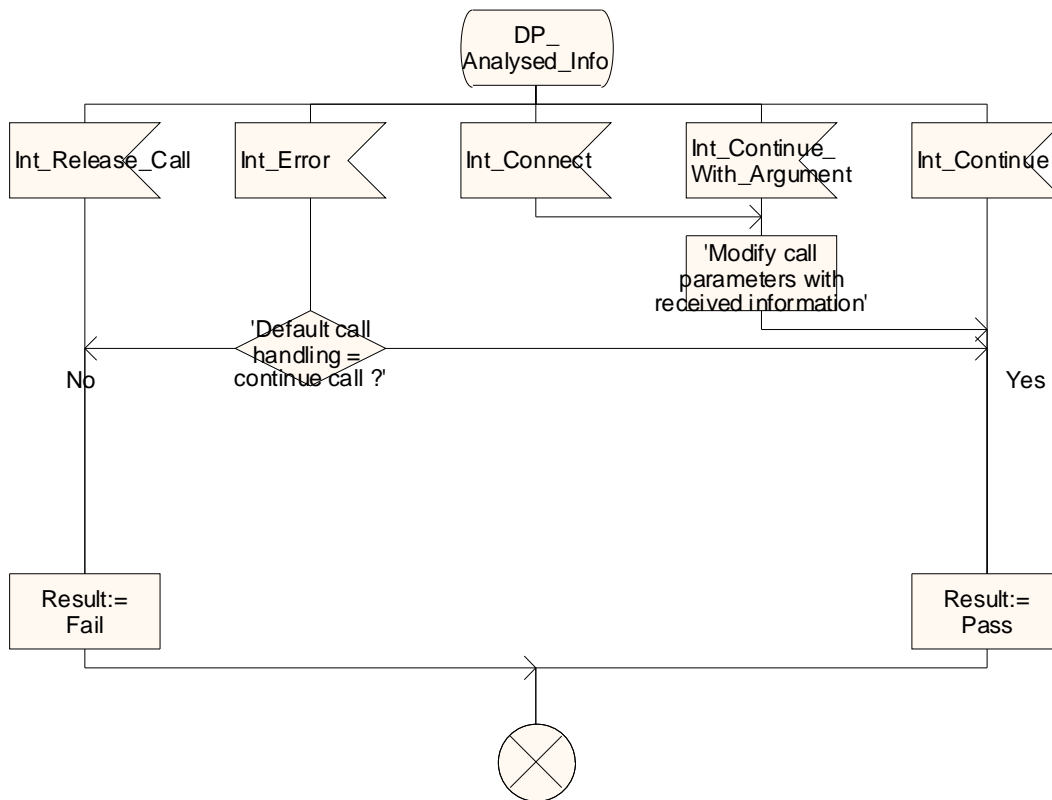 DP_
Analysed_Info
Int_Release_Call
Int_Error
Int_Connect
Int_Continue_
With_Argument
Int_Continue
'Modify call
parameters with
received information'
'Default call
handling =
continue call ?'
No
Yes
Result:=
Fail
Result:=
Pass